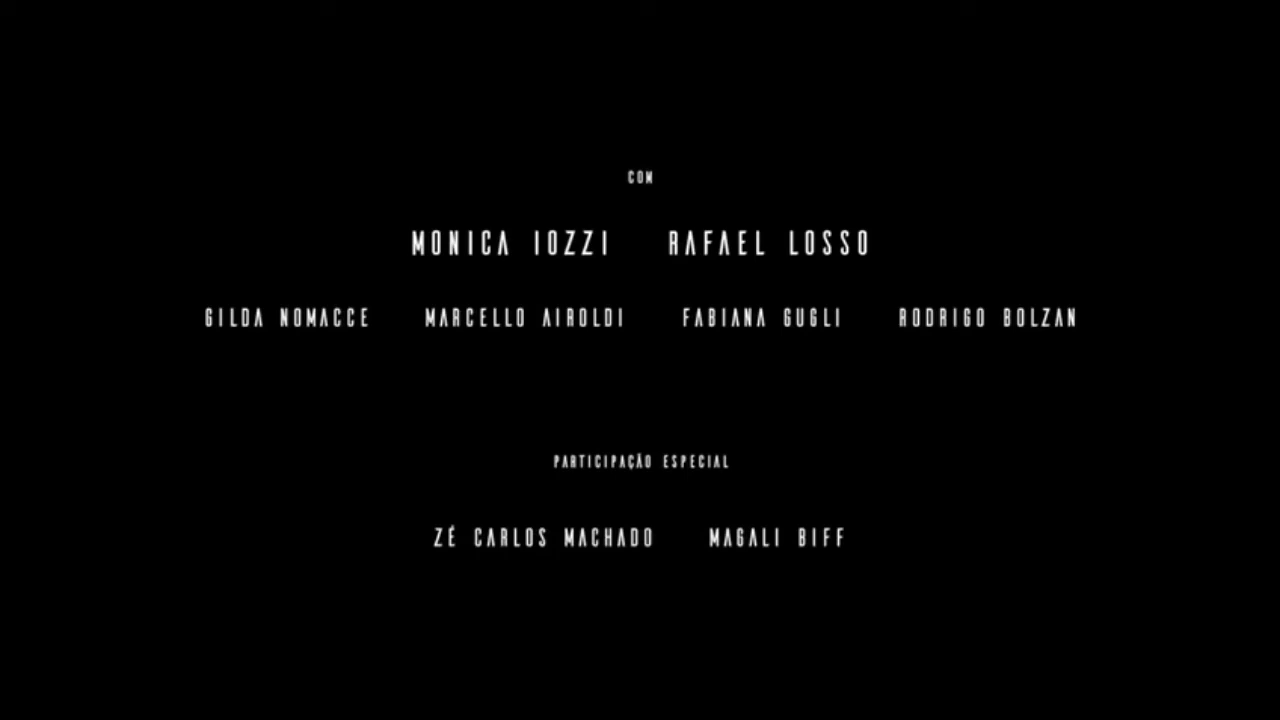 COM
MONICA IOZZI RAFAEL LOSSO
GILDA NOMACCE MARCELLO AIROLDI FABIANA GUGLI RODRIGO BOLZAN
PARTICIPAÇÃO ESPECIAL
ZÉ CARLOS MACHADO MAGALI BIFF